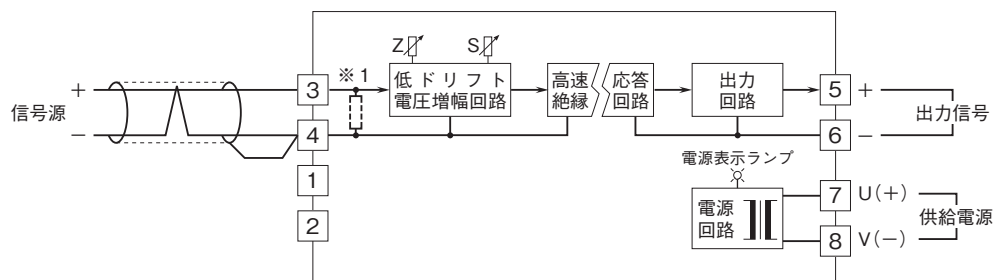 信号源
+
−
3
4
1
2
※1
Z
S
低ドリフト
電圧増幅回路
高速
絶縁
応答
回路
出力
回路
5
+
6
−
出力信号
電源表示ランプ
電源
回路
7
U(+)
8
V(−)
供給電源